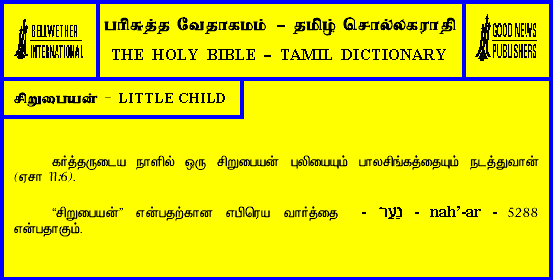 BELLWETHER
INTERNATIONAL
பரிசுத்த வேதாகமம் – தமிழ் சொல்லகராதி
THE HOLY BIBLE – TAMIL DICTIONARY
GOOD NEWS
PUBLISHERS
சிறுபையன் – LITTLE CHILD
கர்த்தருடைய நாளில் ஒரு சிறுபையன் புலியையும் பாலசிங்கத்தையும் நடத்துவான்
(ஏசா 11:6).
“சிறுபையன்” என்பதற்கான எபிரெய வார்த்தை - נַעַר - nah’-ar - 5288
என்பதாகும்.